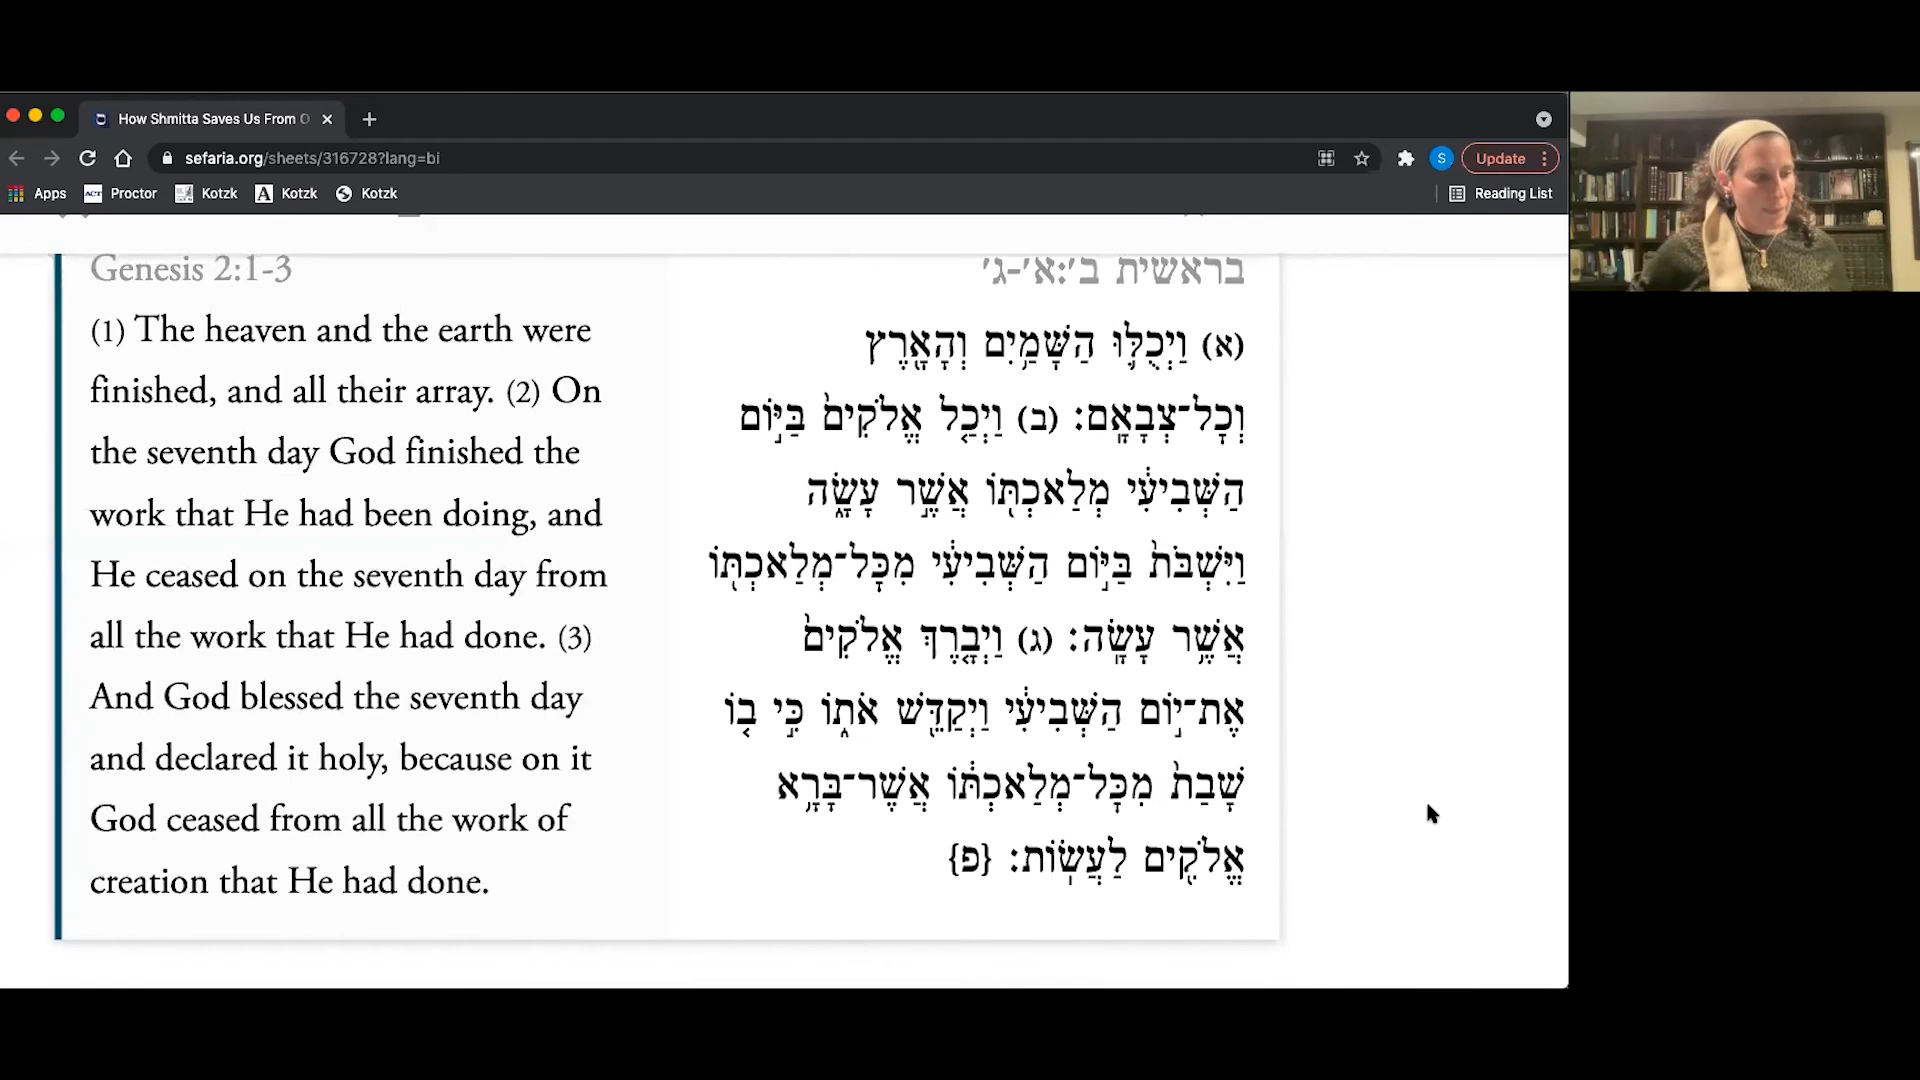 How Shmitta Saves Us From O
sefaria.org/sheets/316728?lang=bi
S
Update
Apps
ACT Proctor
Kotzk
A Kotzk
Kotzk
Reading List
Genesis 2:1-3
(1) The heaven and the earth were
finished, and all their array. (2) On
the seventh day God finished the
work that He had been doing, and
He ceased on the seventh day from
all the work that He had done. (3)
And God blessed the seventh day
and declared it holy, because on it
God ceased from all the work of
creation that He had done.
בראשית ב׳:א׳-ג׳
(א) וַיְכֻלּ֛וּ הַשָּׁמַ֥יִם וְהָאָ֖רֶץ
וְכָל־צְבָאָֽם׃ (ב) וַיְכַ֤ל אֱלֹקִים֙ בַּיּ֣וֹם
הַשְּׁבִיעִ֔י מְלַאכְתּ֖וֹ אֲשֶׁ֣ר עָשָׂ֑ה
וַיִּשְׁבֹּת֙ בַּיּ֣וֹם הַשְּׁבִיעִ֔י מִכָּל־מְלַאכְתּ֖וֹ
אֲשֶׁ֥ר עָשָֽׂה׃ (ג) וַיְבָ֤רֶךְ אֱלֹקִים֙
אֶת־י֣וֹם הַשְּׁבִיעִ֔י וַיְקַדֵּ֖שׁ אֹת֑וֹ כִּ֣י ב֤וֹ
שָׁבַת֙ מִכָּל־מְלַאכְתּ֔וֹ אֲשֶׁר־בָּרָ֥א
אֱלֹקִ֖ים לַעֲשֽׂוֹת׃ {פ}